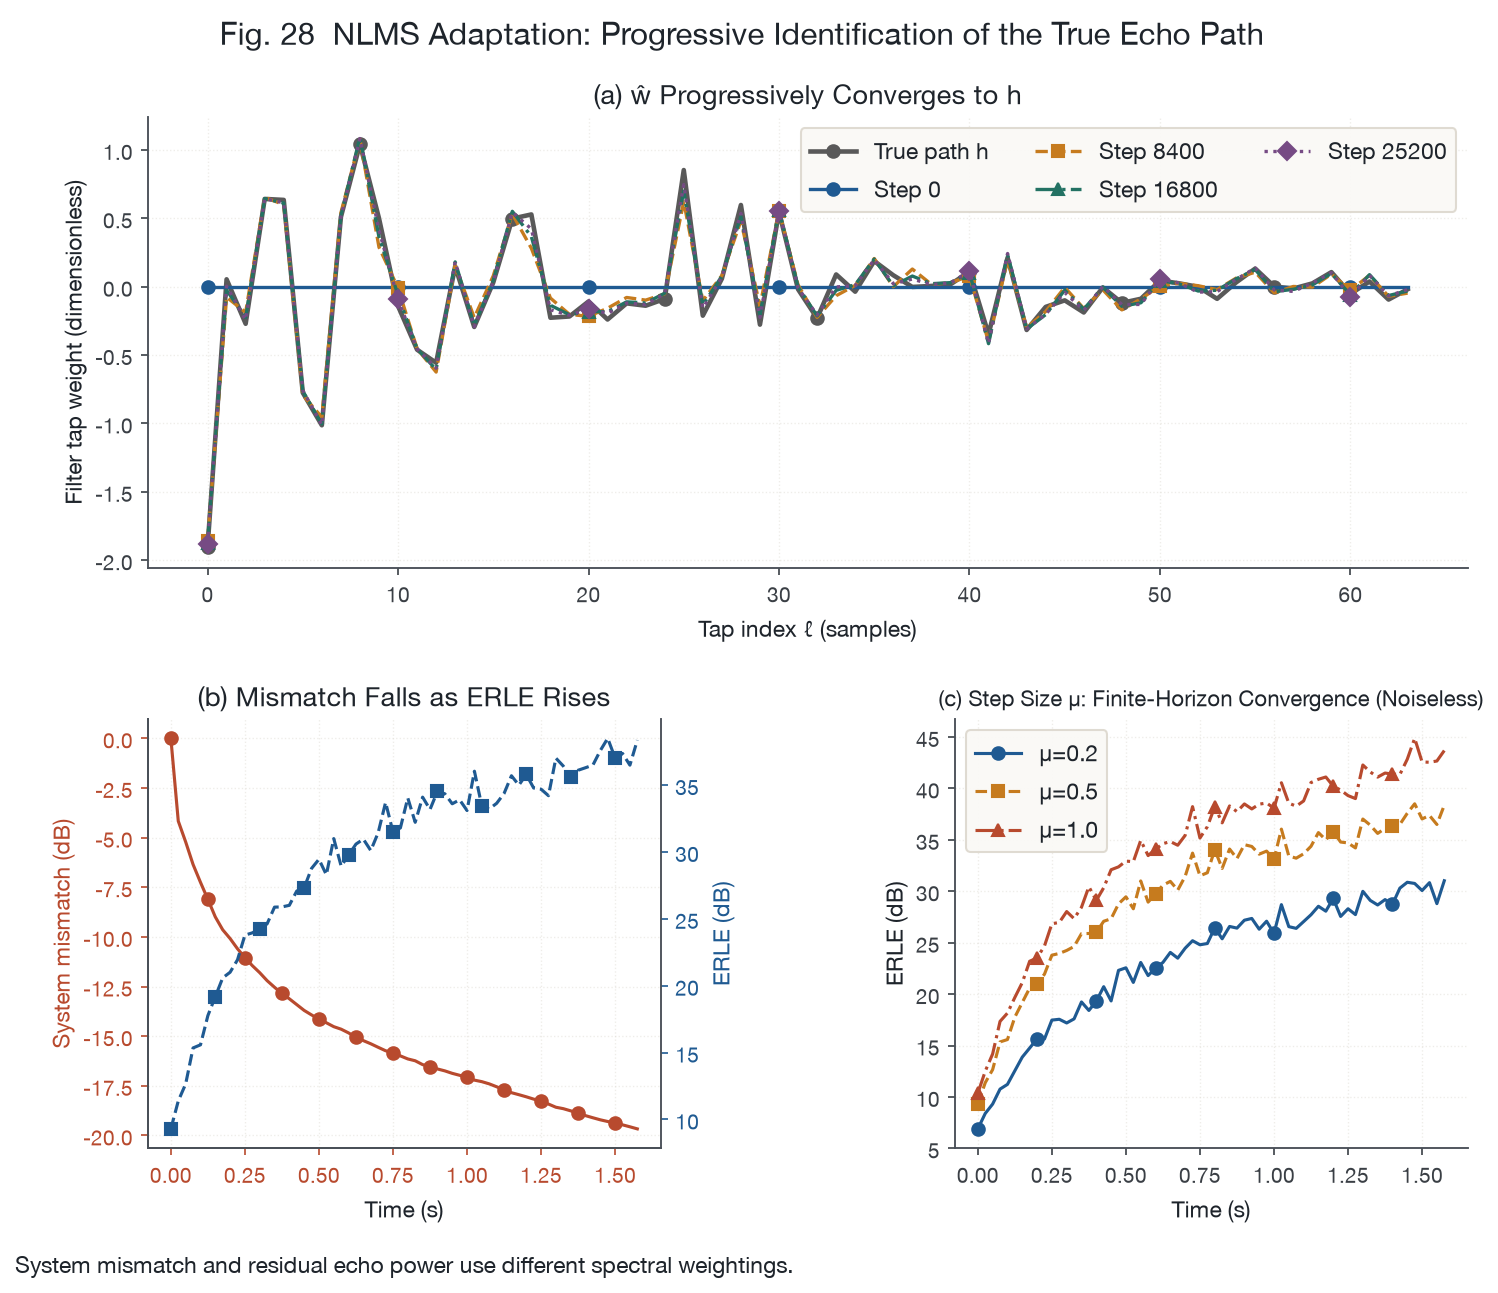 Fig. 28  NLMS Adaptation: Progressive Identification of the True Echo Path
(a) ŵ Progressively Converges to h
Filter tap weight (dimensionless)
1.0
0.5
0.0
-0.5
-1.0
-1.5
-2.0
True path h
Step 0
Step 8400
Step 16800
Step 25200
0 10 20 30 40 50 60
Tap index ℓ (samples)
(b) Mismatch Falls as ERLE Rises
System mismatch (dB)
0.0
-2.5
-5.0
-7.5
-10.0
-12.5
-15.0
-17.5
-20.0
35
30
25
20
15
10
ERLE (dB)
0.00 0.25 0.50 0.75 1.00 1.25 1.50
Time (s)
(c) Step Size μ: Finite-Horizon Convergence (Noiseless)
ERLE (dB)
45
40
35
30
25
20
15
10
5
μ=0.2
μ=0.5
μ=1.0
0.00 0.25 0.50 0.75 1.00 1.25 1.50
Time (s)
System mismatch and residual echo power use different spectral weightings.